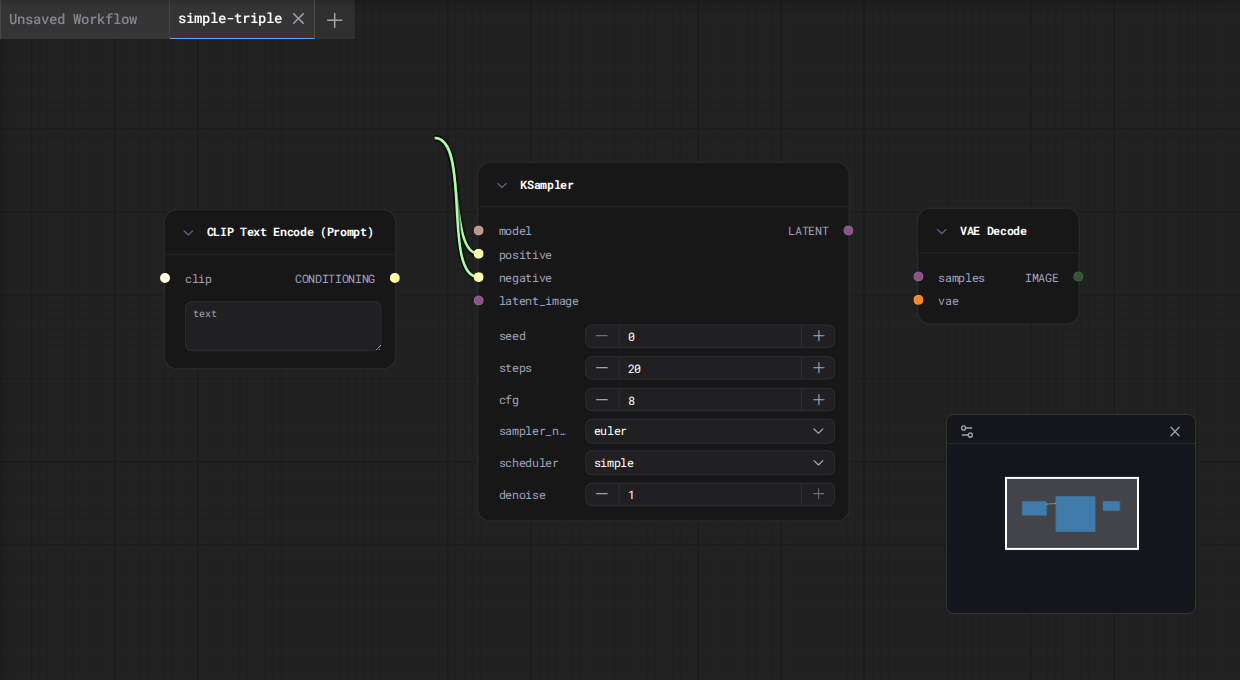 Unsaved Workflow
simple-triple
CLIP Text Encode (Prompt)
clip
CONDITIONING
text
KSampler
model
LATENT
positive
negative
latent_image
seed
0
steps
20
cfg
8
sampler_n…
euler
scheduler
simple
denoise
1
VAE Decode
samples
IMAGE
vae